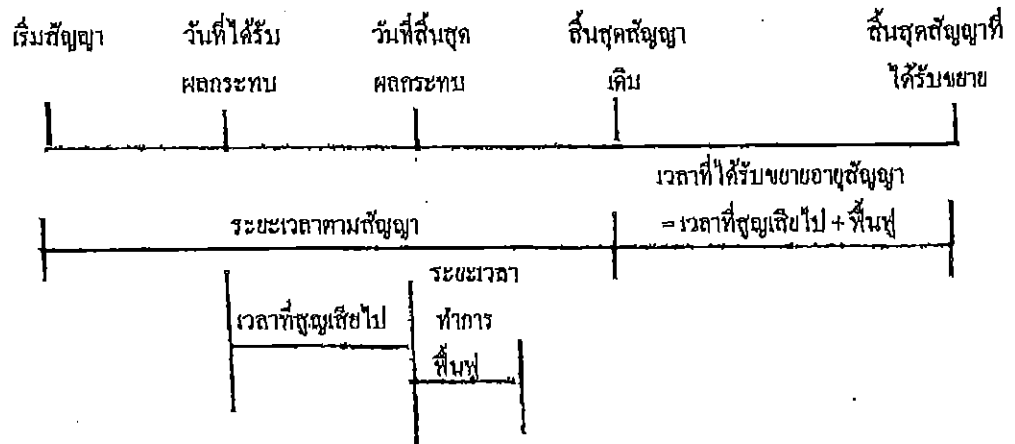 เริ่มสัญญา วันที่ได้รับ วันที่สิ้นสุด สิ้นสุดสัญญา สิ้นสุดสัญญาที่
ผลกระทบ ผลกระทบ เดิม ได้รับขยาย
เวลาที่ได้รับขยายอายุสัญญา
ระยะเวลาตามสัญญา = เวลาที่สูญเสียไป + ฟื้นฟู
ระยะเวลา
เวลาที่สูญเสียไป ทำการ
ฟื้นฟู